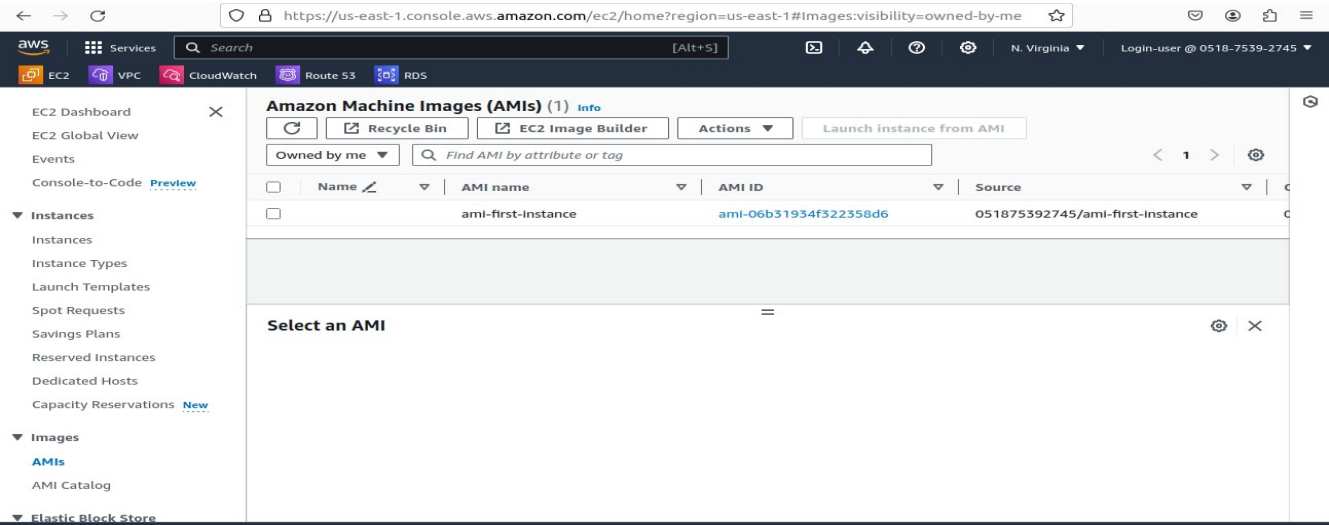 https://us-east-1.console.aws.amazon.com/ec2/home?region=us-east-1#Images:visibility=owned-by-me
aws Services Search [Alt+S] N. Virginia Login-user @ 0518-7539-2745
EC2 VPC CloudWatch Route 53 RDS
EC2 Dashboard
EC2 Global View
Events
Console-to-Code Preview
Instances
Instances
Instance Types
Launch Templates
Spot Requests
Savings Plans
Reserved Instances
Dedicated Hosts
Capacity Reservations New
Images
AMIs
AMI Catalog
Elastic Block Store
Amazon Machine Images (AMIs) (1) Info
Recycle Bin EC2 Image Builder Actions Launch instance from AMI
Owned by me Find AMI by attribute or tag 1
Name AMI name AMI ID Source
ami-first-instance ami-06b31934f322358d6 051875392745/ami-first-instance
Select an AMI